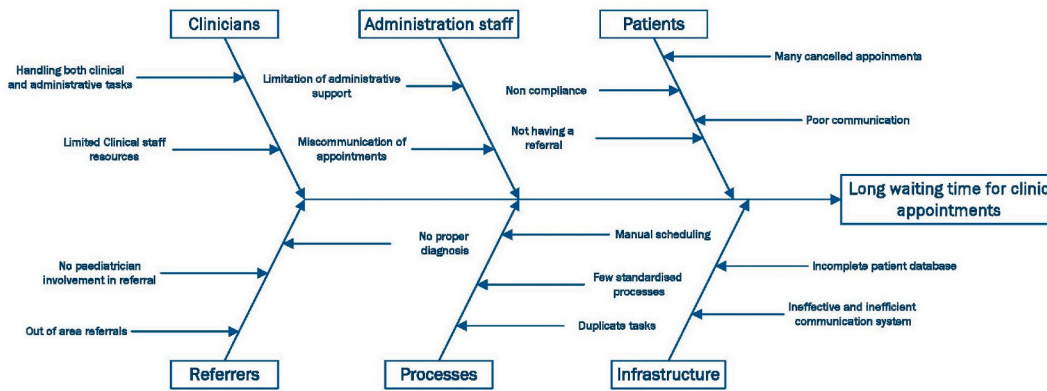 Clinicians
Administration staff
Patients
Handling both clinical
and administrative tasks
Limited Clinical staff
resources
Limitation of administrative
support
Miscommunication of
appointments
Many cancelled appoinments
Non compliance
Poor communication
Not having a
referral
Long waiting time for clinic
appointments
No proper
diagnosis
No paediatrician
involvement in referral
Out of area referrals
Manual scheduling
Few standardised
processes
Duplicate tasks
Incomplete patient database
Ineffective and inefficient
communication system
Referrers
Processes
Infrastructure